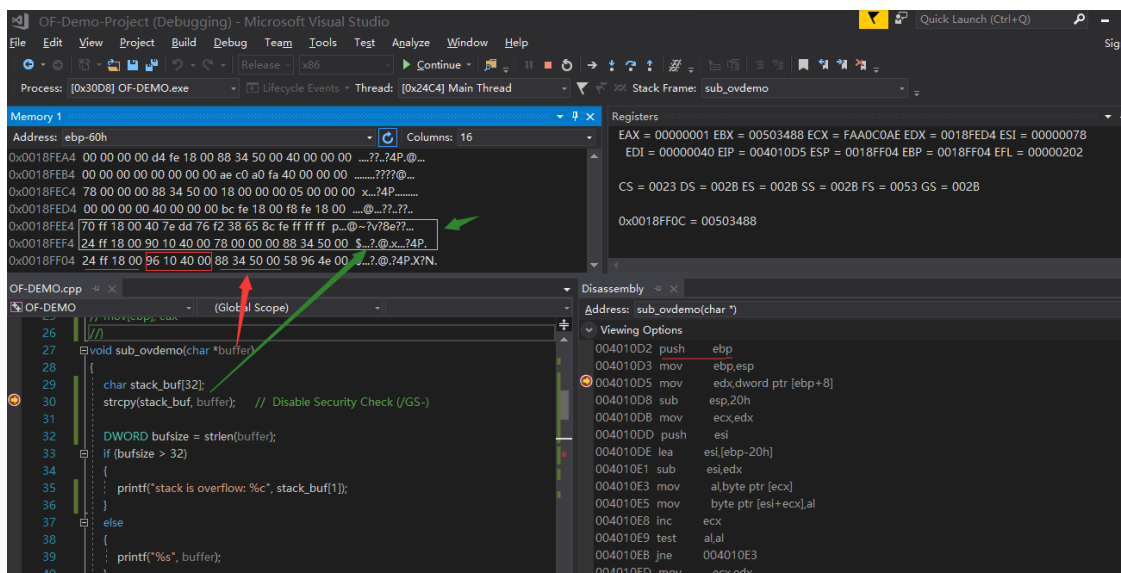 OF-Demo-Project (Debugging) - Microsoft Visual Studio
Quick Launch (Ctrl+Q)
File Edit View Project Build Debug Team Tools Test Analyze Window Help
Sig
Release x86 Continue
Process: [0x30D8] OF-DEMO.exe Lifecycle Events Thread: [0x24C4] Main Thread Stack Frame: sub_ovdemo
Memory 1
Address: ebp-60h Columns: 16
0x0018FEA4 00 00 00 00 d4 fe 18 00 88 34 50 00 40 00 00 00 ....??.?4P.@...
0x0018FEB4 00 00 00 00 00 00 00 00 ae c0 a0 fa 40 00 00 00 ........????@...
0x0018FEC4 78 00 00 00 88 34 50 00 18 00 00 00 05 00 00 00 x...?4P.........
0x0018FED4 00 00 00 00 40 00 00 00 bc fe 18 00 f8 fe 18 00 ....@...??..??..
0x0018FEE4 70 ff 18 00 40 7e dd 76 f2 38 65 8c fe ff ff ff p...@~?v?8e??...
0x0018FEF4 24 ff 18 00 90 10 40 00 78 00 00 00 88 34 50 00 $...?.@.x...?4P.
0x0018FF04 24 ff 18 00 96 10 40 00 88 34 50 00 58 96 4e 00 $...?.@.?4P.X?N.
Registers
EAX = 00000001 EBX = 00503488 ECX = FAA0C0AE EDX = 0018FED4 ESI = 00000078
EDI = 00000040 EIP = 004010D5 ESP = 0018FF04 EBP = 0018FF04 EFL = 00000202
CS = 0023 DS = 002B ES = 002B SS = 002B FS = 0053 GS = 002B
0x0018FF0C = 00503488
OF-DEMO.cpp
OF-DEMO (Global Scope)
25 // mov[ebp], eax
26 //}
27 void sub_ovdemo(char *buffer)
28 {
29 char stack_buf[32];
30 strcpy(stack_buf, buffer); // Disable Security Check (/GS-)
31
32 DWORD bufsize = strlen(buffer);
33 if (bufsize > 32)
34 {
35 printf("stack is overflow: %c", stack_buf[1]);
36 }
37 else
38 {
39 printf("%s", buffer);
40 }
Disassembly
Address: sub_ovdemo(char *)
Viewing Options
004010D2 push ebp
004010D3 mov ebp,esp
004010D5 mov edx,dword ptr [ebp+8]
004010D8 sub esp,20h
004010DB mov ecx,edx
004010DD push esi
004010DE lea esi,[ebp-20h]
004010E1 sub esi,edx
004010E3 mov al,byte ptr [ecx]
004010E5 mov byte ptr [esi+ecx],al
004010E8 inc ecx
004010E9 test al,al
004010EB jne 004010E3
004010ED mov ecx,edx